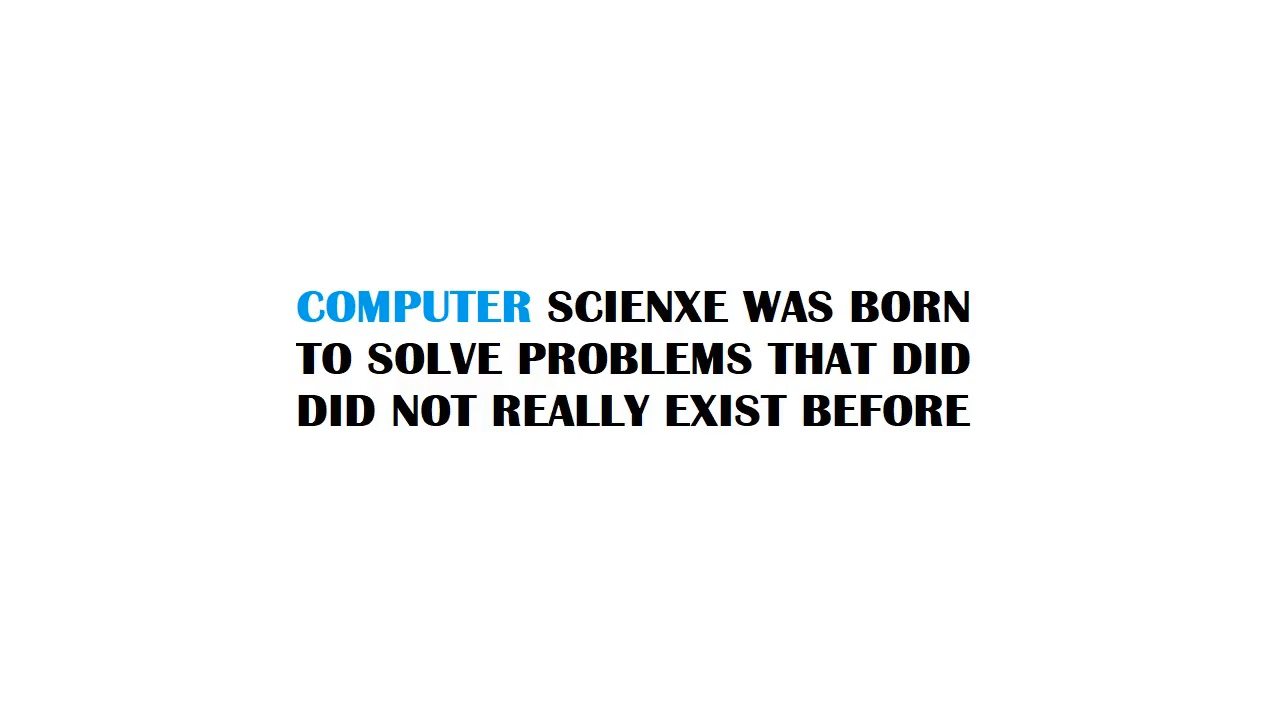 COMPUTER SCIENXE WAS BORN
TO SOLVE PROBLEMS THAT DID
DID NOT REALLY EXIST BEFORE